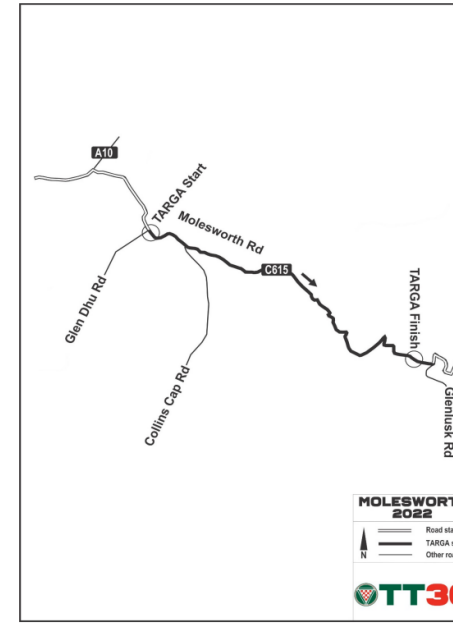 A10
TARGA Start
Molesworth Rd
Glen Dhu Rd
C615
TARGA Finish
Collins Cap Rd
Glenlusk Rd
MOLESWORT
2022
Road sta
TARGA s
Other roa
N
TT30